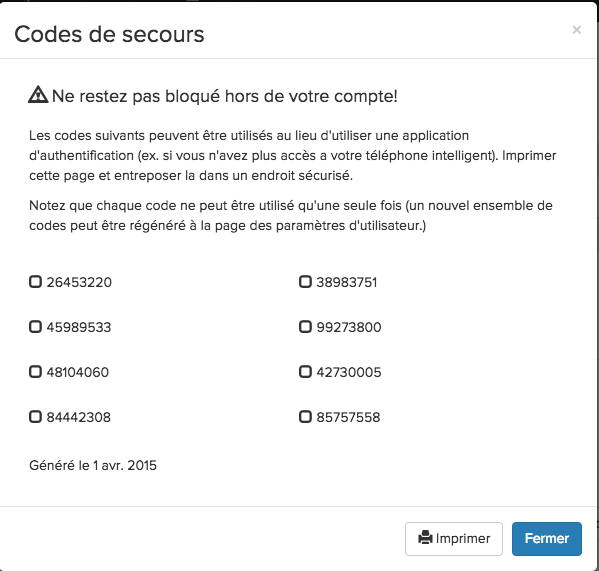 Codes de secours
×
Ne restez pas bloqué hors de votre compte!
Les codes suivants peuvent être utilisés au lieu d'utiliser une application
d'authentification (ex. si vous n'avez plus accès a votre téléphone intelligent). Imprimer
cette page et entreposer la dans un endroit sécurisé.
Notez que chaque code ne peut être utilisé qu'une seule fois (un nouvel ensemble de
codes peut être régénéré à la page des paramètres d'utilisateur.)
26453220 38983751
45989533 99273800
48104060 42730005
84442308 85757558
Généré le 1 avr. 2015
Imprimer Fermer